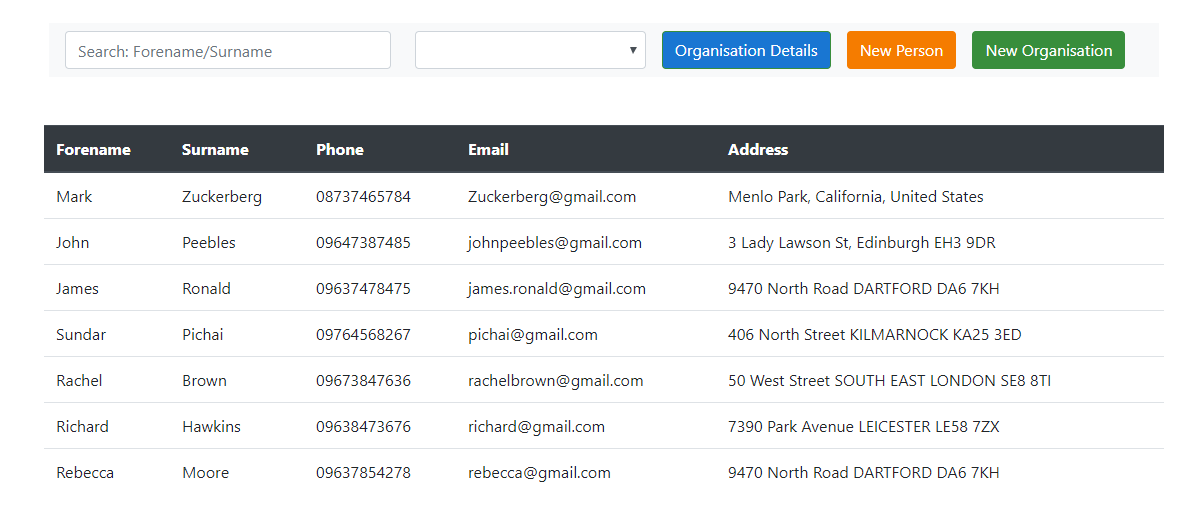 Search: Forename/Surname Organisation Details New Person New Organisation
Forename Surname Phone Email Address
Mark Zuckerberg 08737465784 Zuckerberg@gmail.com Menlo Park, California, United States
John Peebles 09647387485 johnpeebles@gmail.com 3 Lady Lawson St, Edinburgh EH3 9DR
James Ronald 09637478475 james.ronald@gmail.com 9470 North Road DARTFORD DA6 7KH
Sundar Pichai 09764568267 pichai@gmail.com 406 North Street KILMARNOCK KA25 3ED
Rachel Brown 09673847636 rachelbrown@gmail.com 50 West Street SOUTH EAST LONDON SE8 8TI
Richard Hawkins 09638473676 richard@gmail.com 7390 Park Avenue LEICESTER LE58 7ZX
Rebecca Moore 09637854278 rebecca@gmail.com 9470 North Road DARTFORD DA6 7KH